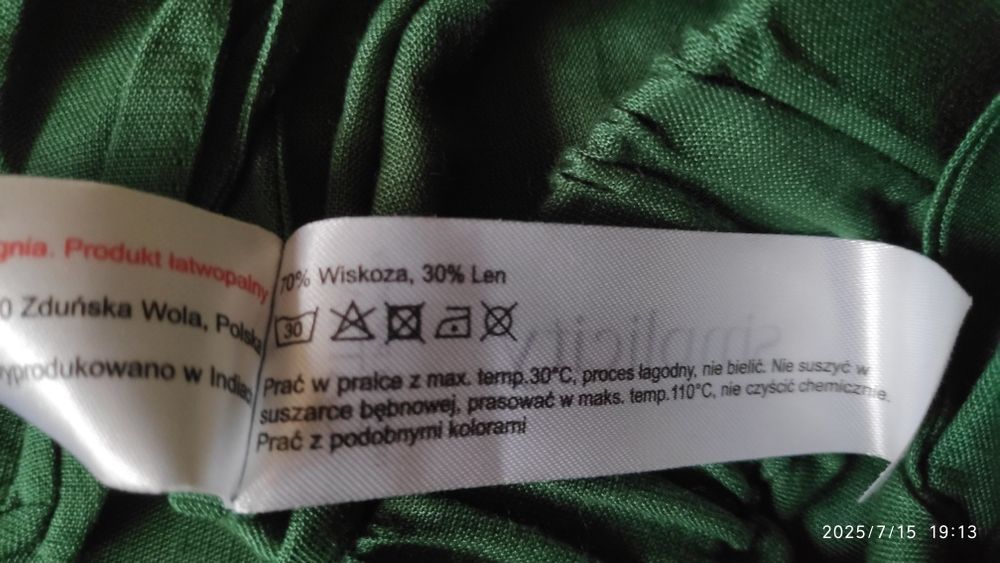 gnia. Produkt łatwopalny
0 Zduńska Wola, Polska
yprodukowano w Indiac
70% Wiskoza, 30% Len
30
Prać w pralce z max. temp.30°C, proces łagodny, nie bielić. Nie suszyć w
suszarce bębnowej, prasować w maks. temp.110°C, nie czyścić chemicznie.
Prać z podobnymi kolorami
simplicity
2025/7/15 19:13